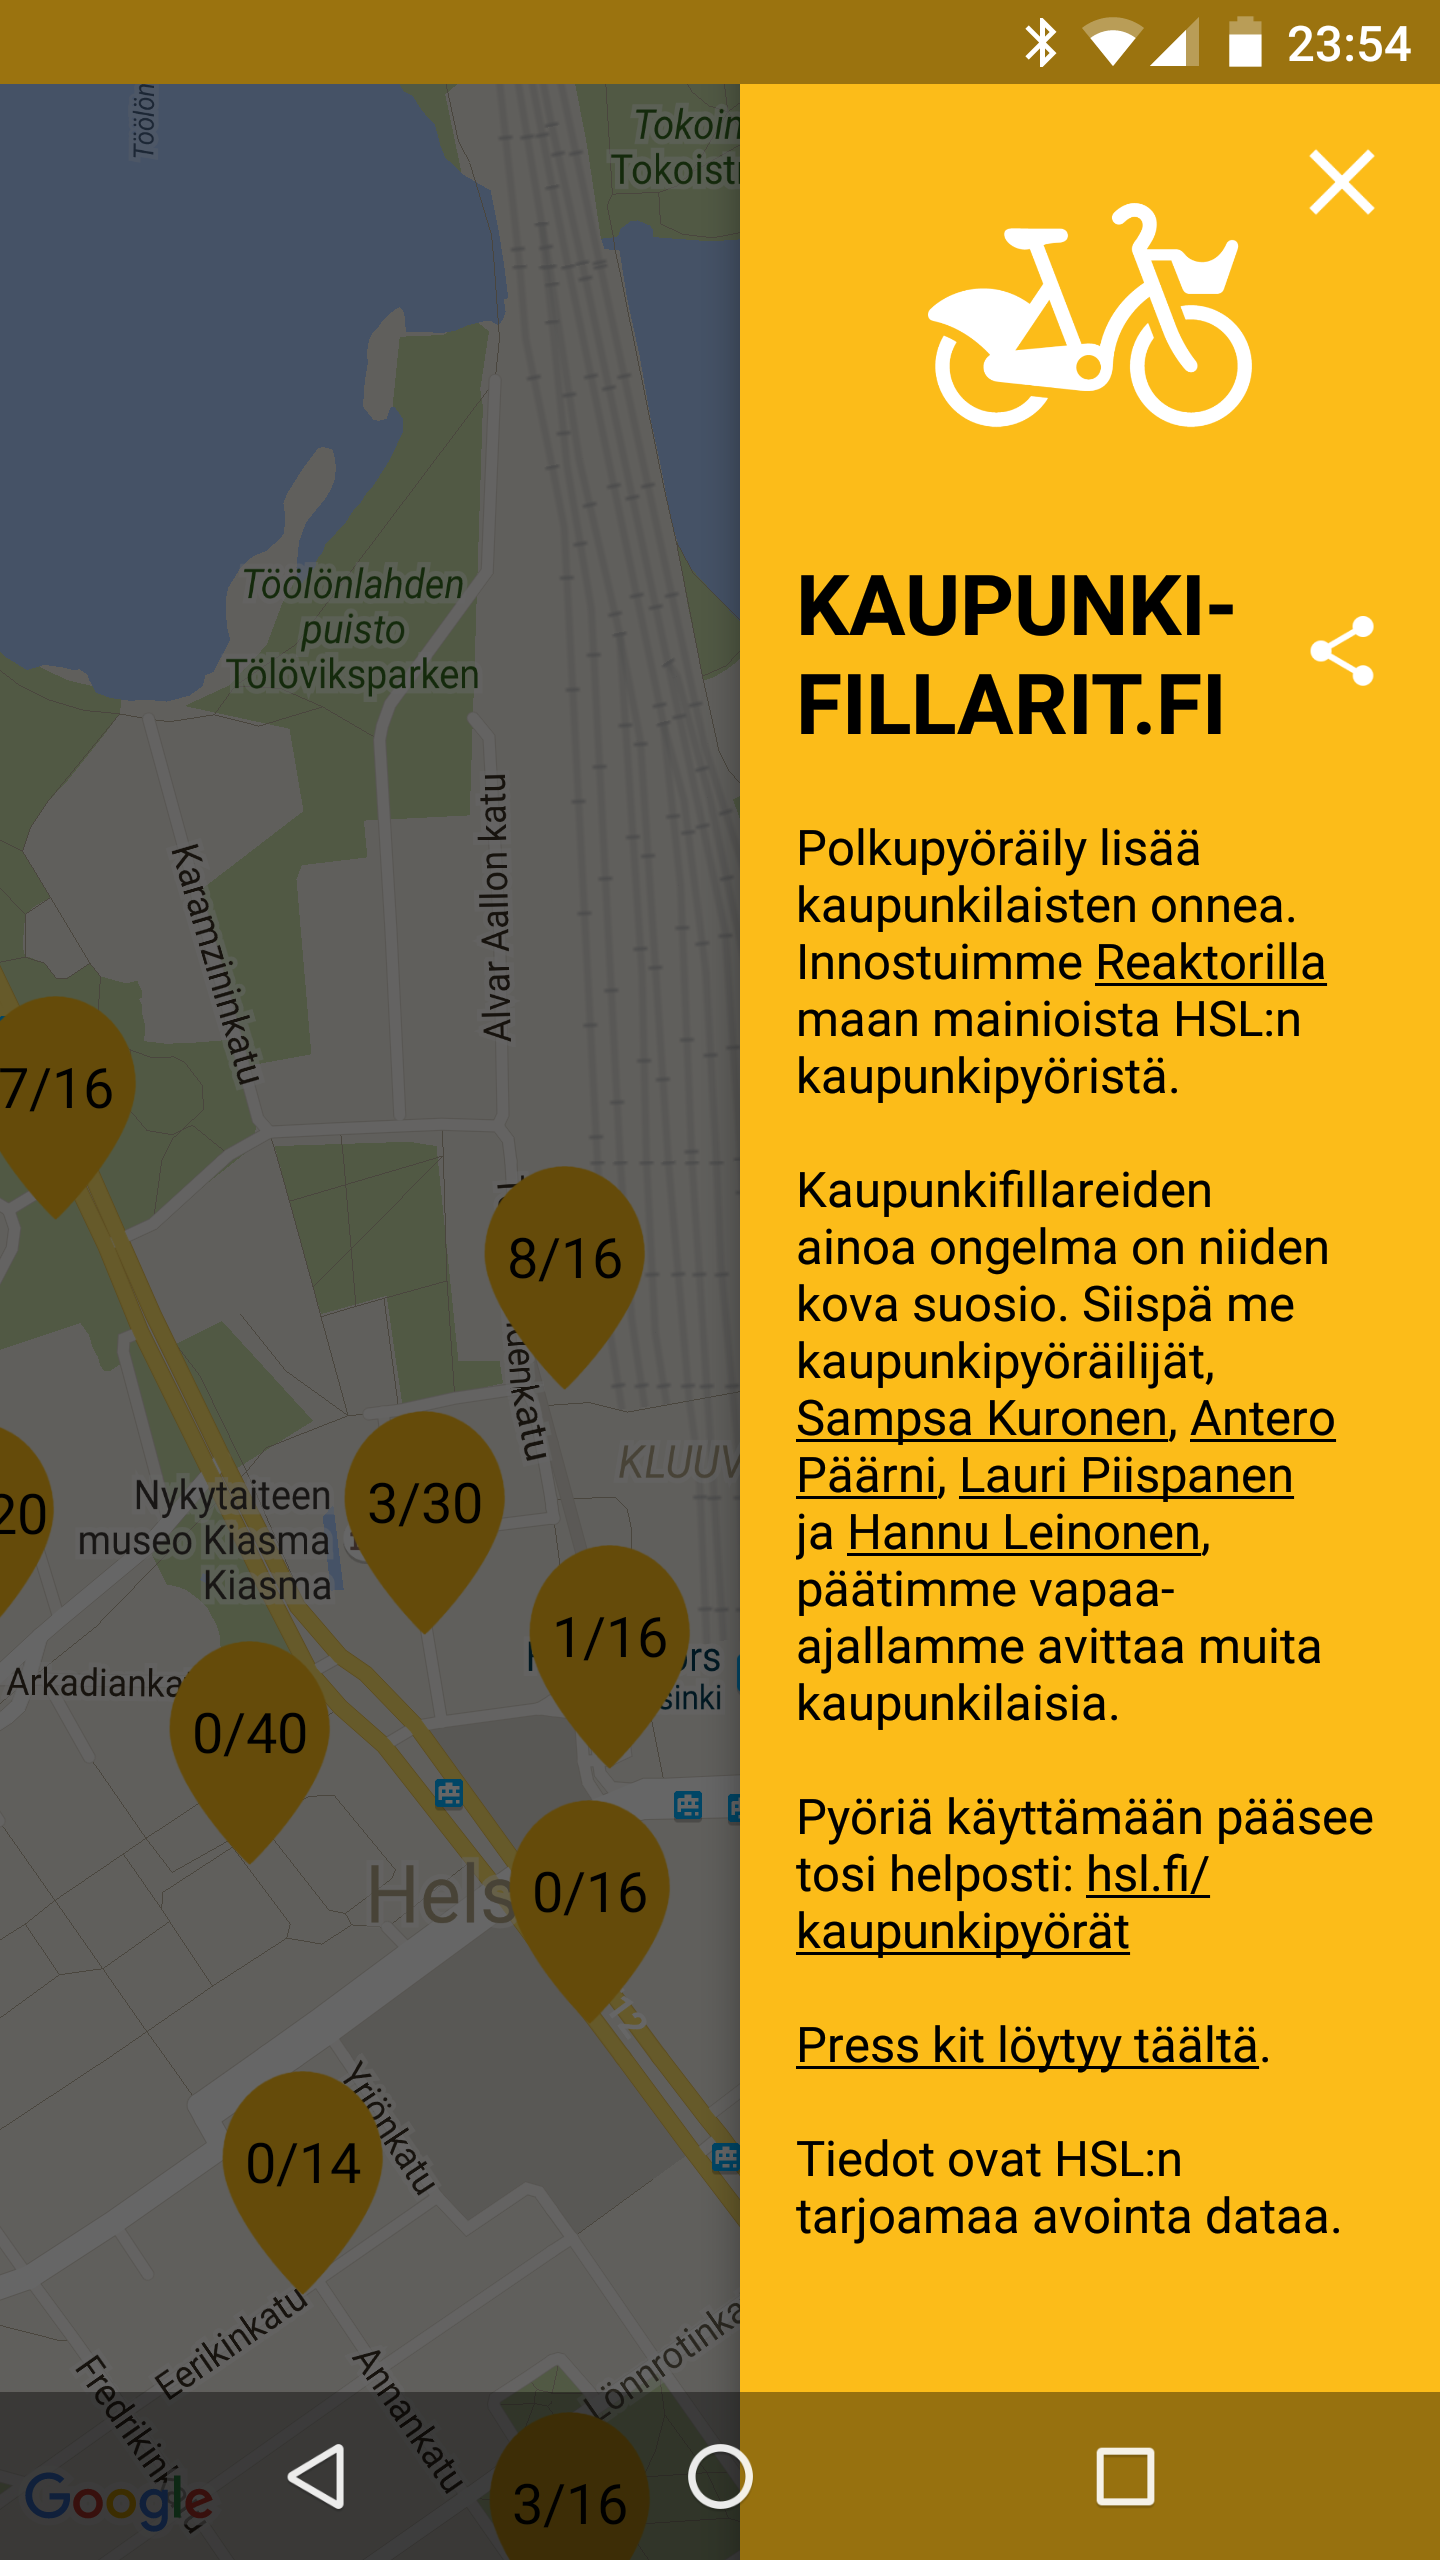 23:54
Töölön
Tokoin
Tokoist
Töölönlahden
puisto
Tölöviksparken
Karamzininkatu
Alvar Aallon katu
7/16
8/16
KLUUV
Nykytaiteen
museo Kiasma
Kiasma
3/30
20
1/16
Arkadianka
0/40
Hels
0/16
12
Yrjönkatu
0/14
Eerikinkatu
Fredrikinkatu
Annankatu
Lönnrotinka
3/16
Google
KAUPUNKI-
FILLARIT.FI
Polkupyöräily lisää
kaupunkilaisten onnea.
Innostuimme Reaktorilla
maan mainioista HSL:n
kaupunkipyöristä.
Kaupunkifillareiden
ainoa ongelma on niiden
kova suosio. Siispä me
kaupunkipyöräilijät,
Sampsa Kuronen, Antero
Päärni, Lauri Piispanen
ja Hannu Leinonen,
päätimme vapaa-
ajallamme avittaa muita
kaupunkilaisia.
Pyöriä käyttämään pääsee
tosi helposti: hsl.fi/
kaupunkipyörät
Press kit löytyy täältä.
Tiedot ovat HSL:n
tarjoamaa avointa dataa.